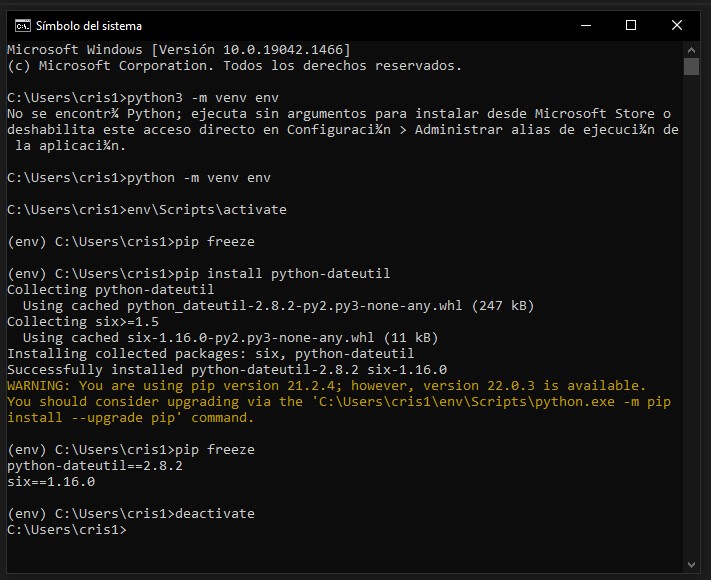 Símbolo del sistema
Microsoft Windows [Versión 10.0.19042.1466]
(c) Microsoft Corporation. Todos los derechos reservados.
C:\Users\cris1>python3 -m venv env
No se encontr¾ Python; ejecuta sin argumentos para instalar desde Microsoft Store o
deshabilita este acceso directo en Configuraci¾n > Administrar alias de ejecuci¾n de
la aplicaci¾n.
C:\Users\cris1>python -m venv env
C:\Users\cris1>env\Scripts\activate
(env) C:\Users\cris1>pip freeze
(env) C:\Users\cris1>pip install python-dateutil
Collecting python-dateutil
  Using cached python_dateutil-2.8.2-py2.py3-none-any.whl (247 kB)
Collecting six>=1.5
  Using cached six-1.16.0-py2.py3-none-any.whl (11 kB)
Installing collected packages: six, python-dateutil
Successfully installed python-dateutil-2.8.2 six-1.16.0
WARNING: You are using pip version 21.2.4; however, version 22.0.3 is available.
You should consider upgrading via the 'C:\Users\cris1\env\Scripts\python.exe -m pip
install --upgrade pip' command.
(env) C:\Users\cris1>pip freeze
python-dateutil==2.8.2
six==1.16.0
(env) C:\Users\cris1>deactivate
C:\Users\cris1>